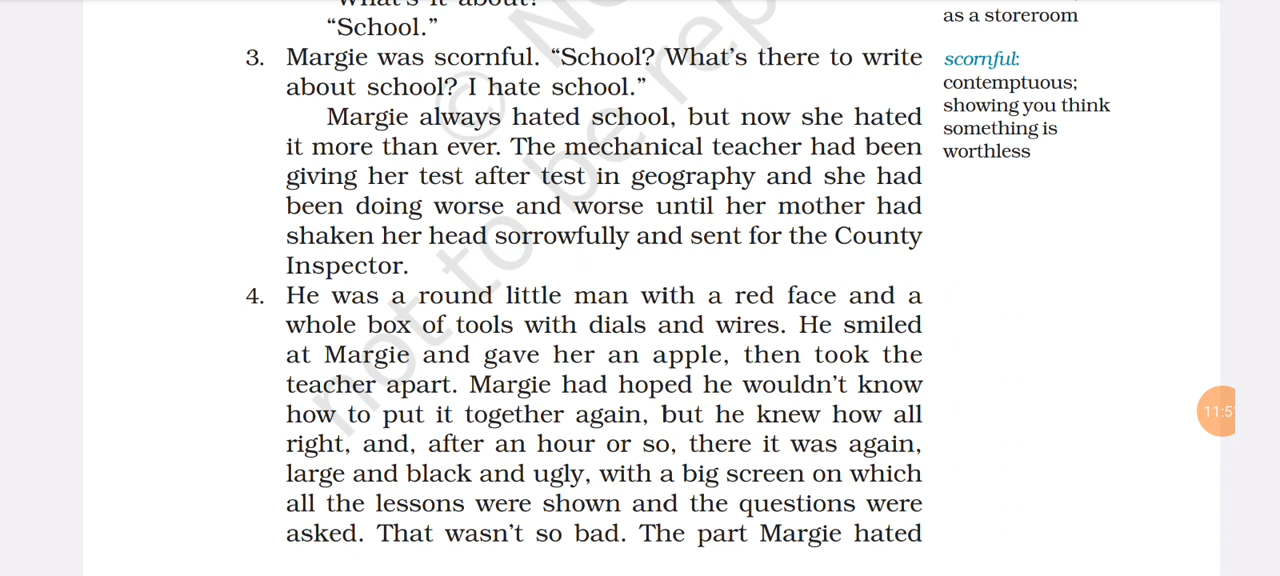 “School.”
3. Margie was scornful. “School? What’s there to write
about school? I hate school.”
Margie always hated school, but now she hated
it more than ever. The mechanical teacher had been
giving her test after test in geography and she had
been doing worse and worse until her mother had
shaken her head sorrowfully and sent for the County
Inspector.
4. He was a round little man with a red face and a
whole box of tools with dials and wires. He smiled
at Margie and gave her an apple, then took the
teacher apart. Margie had hoped he wouldn’t know
how to put it together again, but he knew how all
right, and, after an hour or so, there it was again,
large and black and ugly, with a big screen on which
all the lessons were shown and the questions were
asked. That wasn’t so bad. The part Margie hated
as a storeroom
scornful:
contemptuous;
showing you think
something is
worthless
© N
not to be rep
11:5